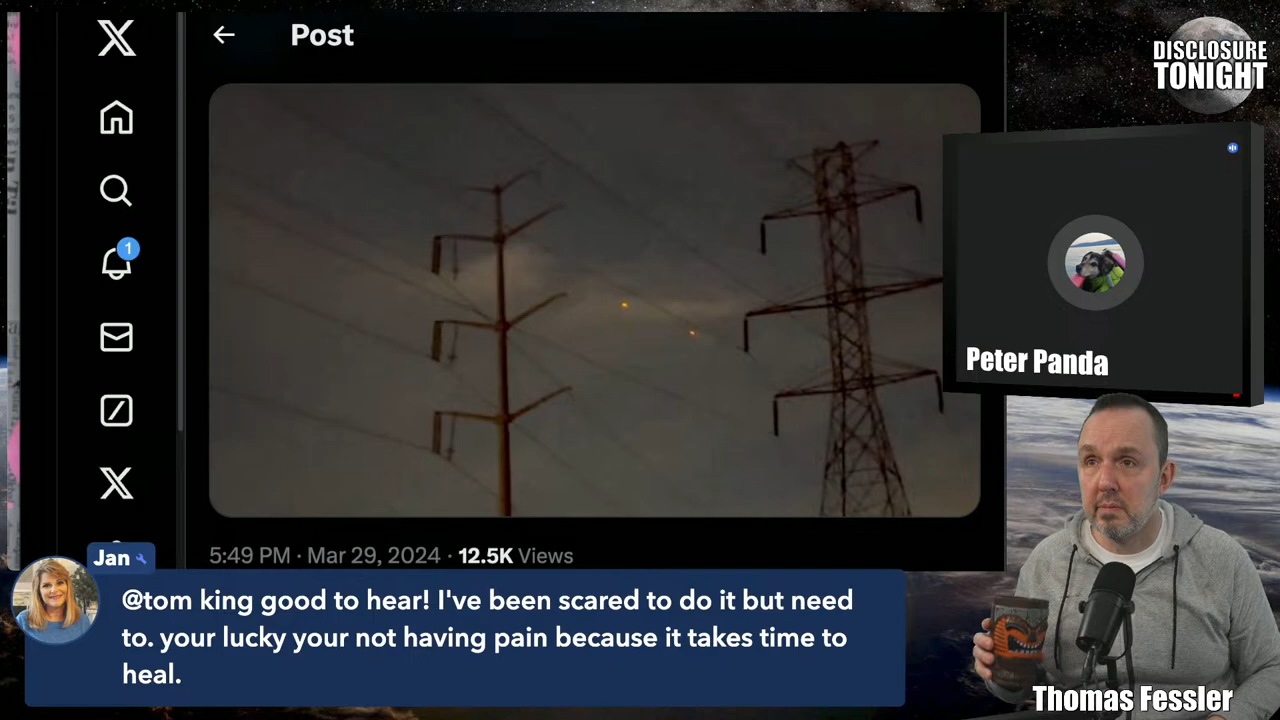 Post
DISCLOSURE
TONIGHT
1
Peter Panda
5:49 PM · Mar 29, 2024 · 12.5K Views
Jan
@tom king good to hear! I've been scared to do it but need
to. your lucky your not having pain because it takes time to
heal.
Thomas Fessler